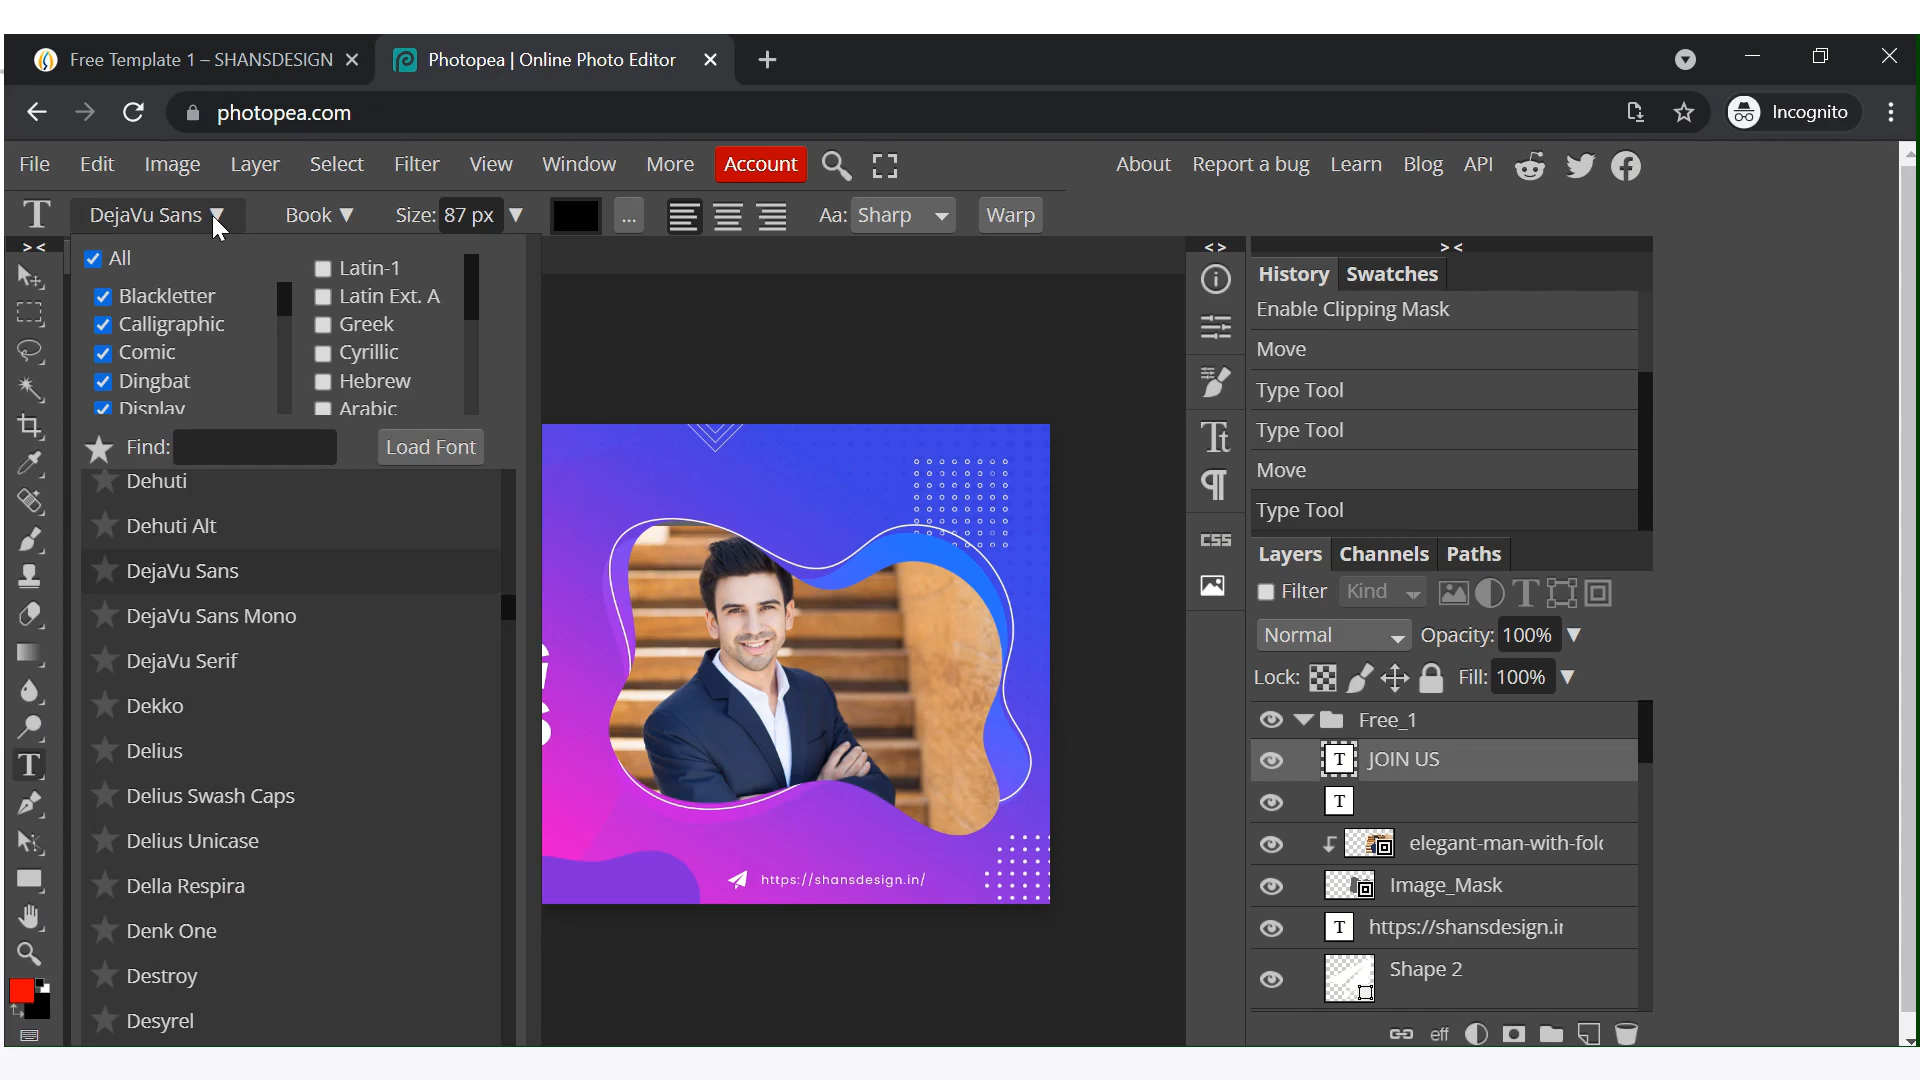 Free Template 1 – SHANSDESIGN
Photopea | Online Photo Editor
photopea.com
Incognito
File Edit Image Layer Select Filter View Window More Account
About Report a bug Learn Blog API
DejaVu Sans Book Size: 87 px ... Aa: Sharp Warp
All
Blackletter
Calligraphic
Comic
Dingbat
Display
Latin-1
Latin Ext. A
Greek
Cyrillic
Hebrew
Arabic
Find: Load Font
Dehuti
Dehuti Alt
DejaVu Sans
DejaVu Sans Mono
DejaVu Serif
Dekko
Delius
Delius Swash Caps
Delius Unicase
Della Respira
Denk One
Destroy
Desyrel
https://shansdesign.in/
CSS
History Swatches
Enable Clipping Mask
Move
Type Tool
Type Tool
Move
Type Tool
Layers Channels Paths
Filter Kind
Normal Opacity: 100%
Lock: Fill: 100%
Free_1
JOIN US
elegant-man-with-fold
Image_Mask
https://shansdesign.in
Shape 2
eff